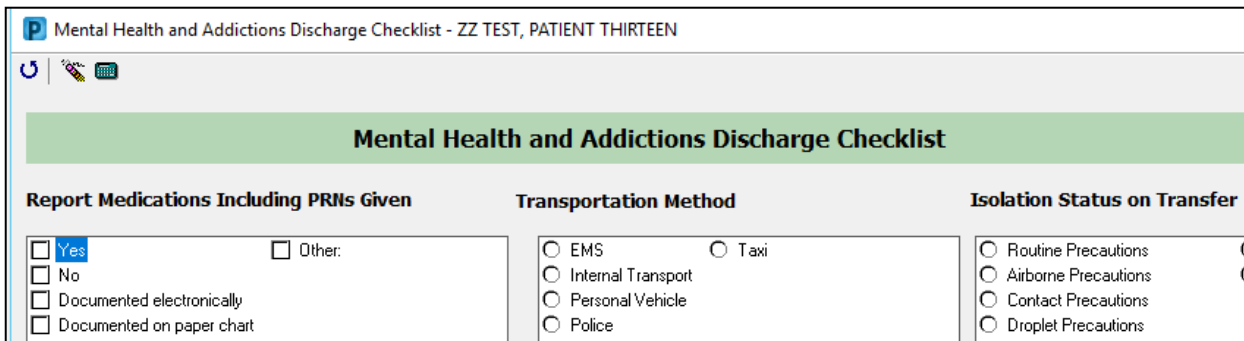 Mental Health and Addictions Discharge Checklist - ZZ TEST, PATIENT THIRTEEN
Mental Health and Addictions Discharge Checklist
Report Medications Including PRNs Given
Yes Other:
No
Documented electronically
Documented on paper chart
Transportation Method
EMS Taxi
Internal Transport
Personal Vehicle
Police
Isolation Status on Transfer
Routine Precautions
Airborne Precautions
Contact Precautions
Droplet Precautions